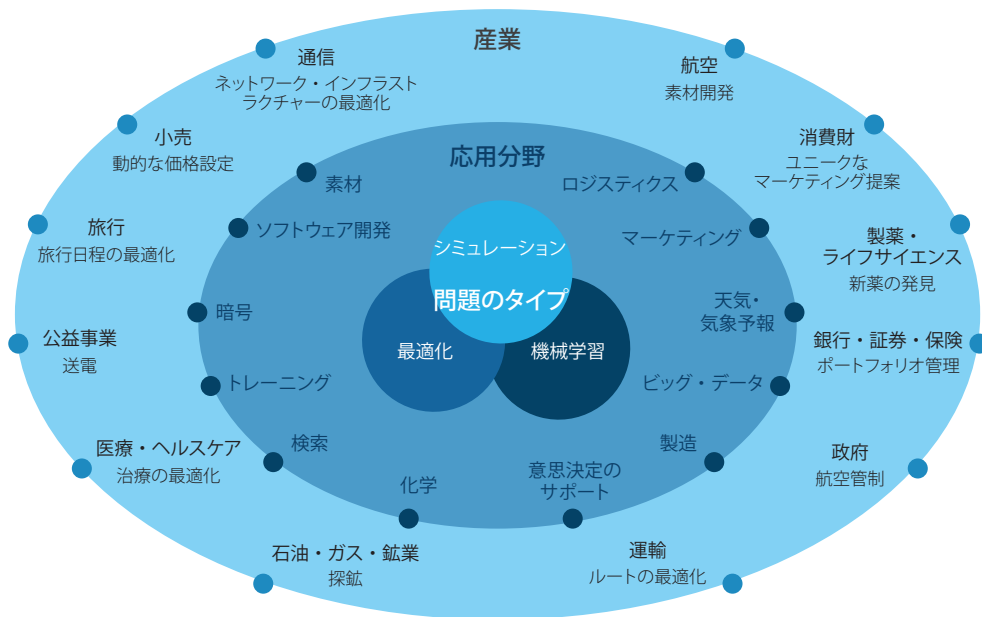 産業
通信
ネットワーク・インフラスト
ラクチャーの最適化
航空
素材開発
小売
動的な価格設定
消費財
ユニークな
マーケティング提案
旅行
旅行日程の最適化
製薬・
ライフサイエンス
新薬の発見
公益事業
送電
銀行・証券・保険
ポートフォリオ管理
医療・ヘルスケア
治療の最適化
政府
航空管制
石油・ガス・鉱業
探鉱
運輸
ルートの最適化
応用分野
素材
ロジスティクス
ソフトウェア開発
マーケティング
暗号
天気・
気象予報
トレーニング
ビッグ・データ
検索
製造
化学
意思決定の
サポート
シミュレーション
問題のタイプ
最適化
機械学習